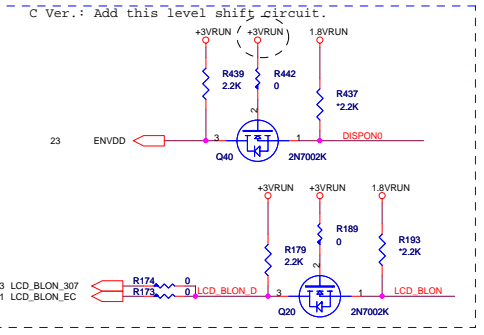 C Ver.: Add this level shift circuit.
+3VRUN +3VRUN 1.8VRUN
R439 2.2K
R442 0
R437 *2.2K
2
23 ENVDD 3 1 DISPON0
Q40 2N7002K
+3VRUN +3VRUN 1.8VRUN
R179 2.2K
R189 0
R193 *2.2K
2
3 LCD_BLON_307 R174 0
1 LCD_BLON_EC R173 0 LCD_BLON_D 3 1 LCD_BLON
Q20 2N7002K